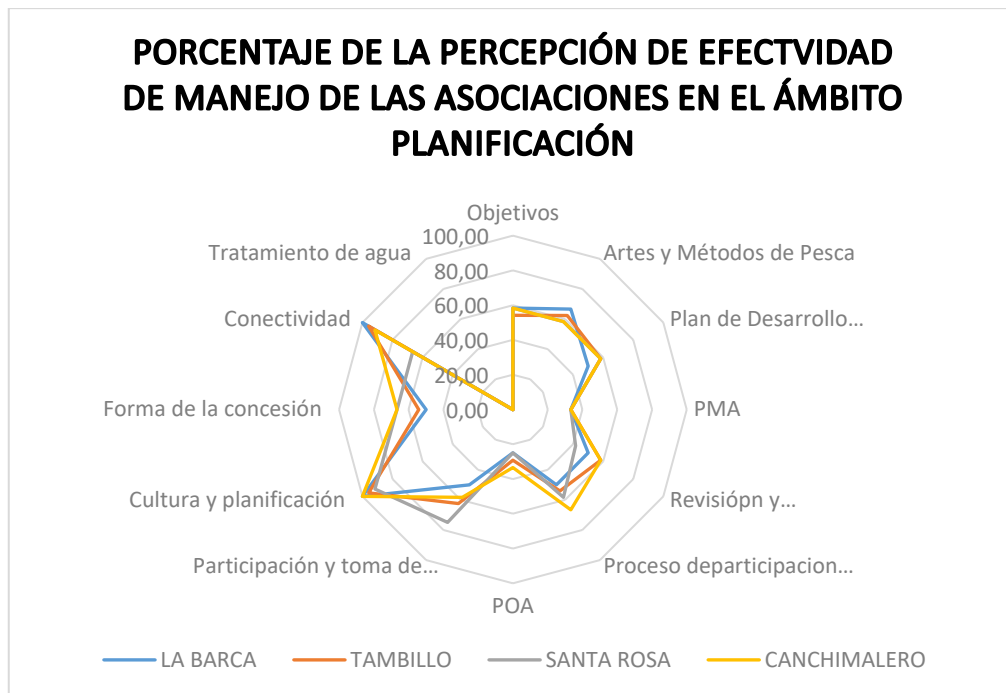 PORCENTAJE DE LA PERCEPCIÓN DE EFECTVIDAD
DE MANEJO DE LAS ASOCIACIONES EN EL ÁMBITO
PLANIFICACIÓN
Objetivos
100,00
80,00
60,00
40,00
20,00
0,00
Artes y Métodos de Pesca
Plan de Desarrollo...
PMA
Revisiópn y...
Proceso departicipacion...
POA
Participación y toma de...
Cultura y planificación
Forma de la concesión
Conectividad
Tratamiento de agua
LA BARCA
TAMBILLO
SANTA ROSA
CANCHIMALERO